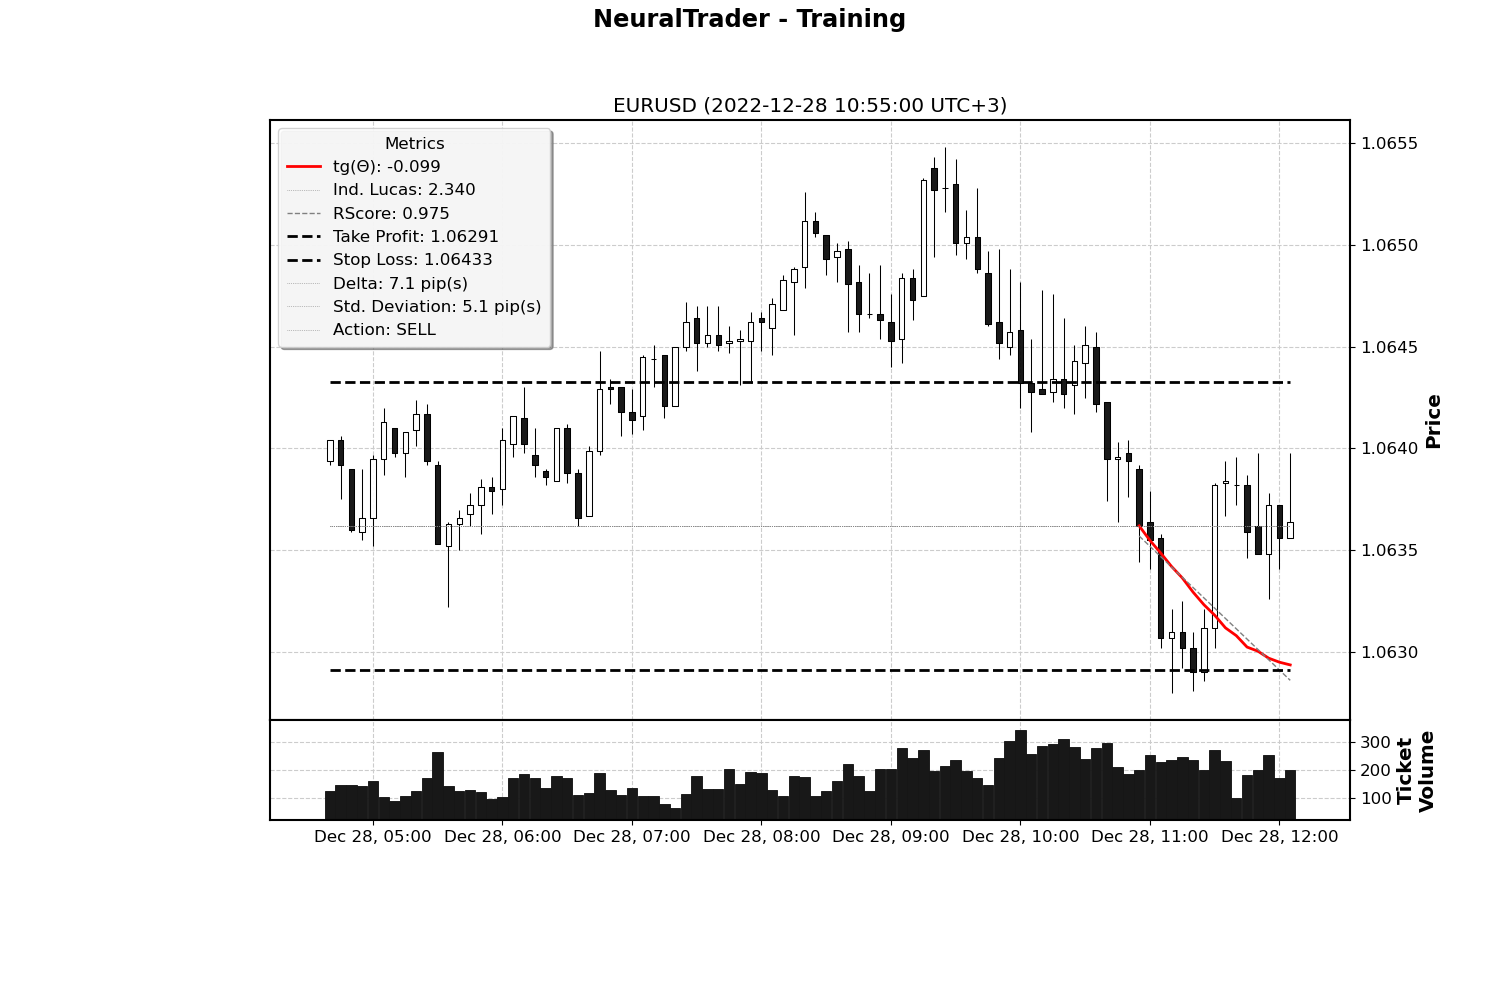 NeuralTrader - Training
EURUSD (2022-12-28 10:55:00 UTC+3)
Metrics
tg(Θ): -0.099
Ind. Lucas: 2.340
RScore: 0.975
Take Profit: 1.06291
Stop Loss: 1.06433
Delta: 7.1 pip(s)
Std. Deviation: 5.1 pip(s)
Action: SELL
1.0655
1.0650
1.0645
1.0640
1.0635
1.0630
Price
300
200
100
Ticket
Volume
Dec 28, 05:00
Dec 28, 06:00
Dec 28, 07:00
Dec 28, 08:00
Dec 28, 09:00
Dec 28, 10:00
Dec 28, 11:00
Dec 28, 12:00